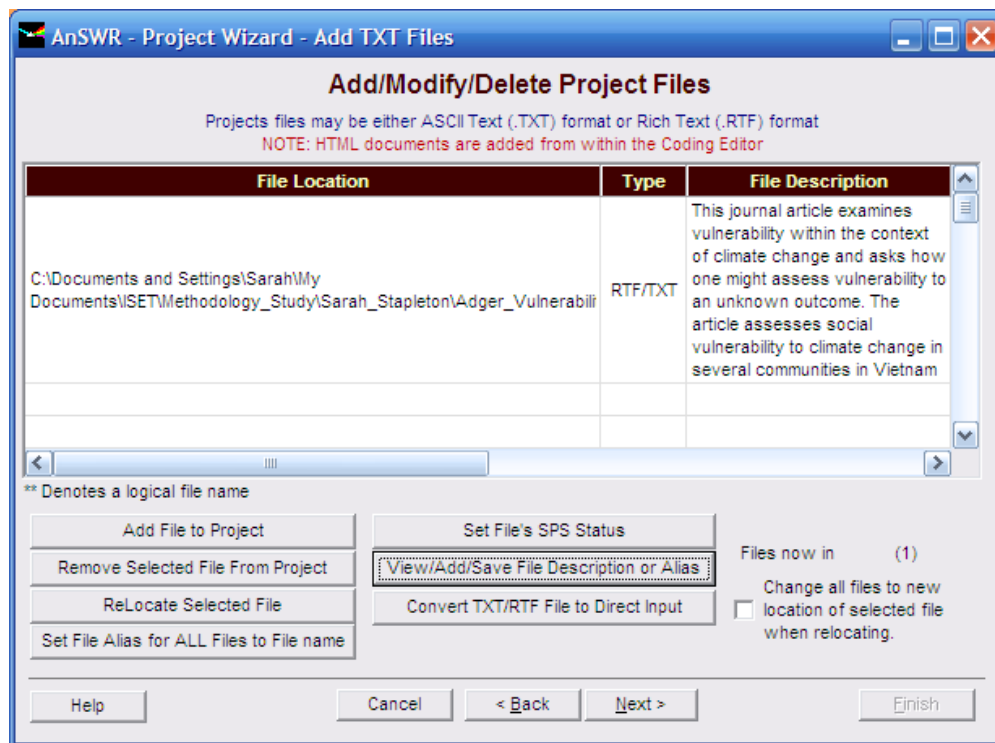 AnSWR - Project Wizard - Add TXT Files
Add/Modify/Delete Project Files
Projects files may be either ASCII Text (.TXT) format or Rich Text (.RTF) format
NOTE: HTML documents are added from within the Coding Editor
File Location Type File Description
C:\Documents and Settings\Sarah\My
Documents\ISET\Methodology_Study\Sarah_Stapleton\Adger_Vulnerabili
RTF/TXT
This journal article examines
vulnerability within the context
of climate change and asks how
one might assess vulnerability to
an unknown outcome. The
article assesses social
vulnerability to climate change in
several communities in Vietnam
** Denotes a logical file name
Add File to Project
Remove Selected File From Project
ReLocate Selected File
Set File Alias for ALL Files to File name
Set File's SPS Status
View/Add/Save File Description or Alias
Convert TXT/RTF File to Direct Input
Files now in (1)
Change all files to new
location of selected file
when relocating.
Help
Cancel
< Back
Next >
Finish